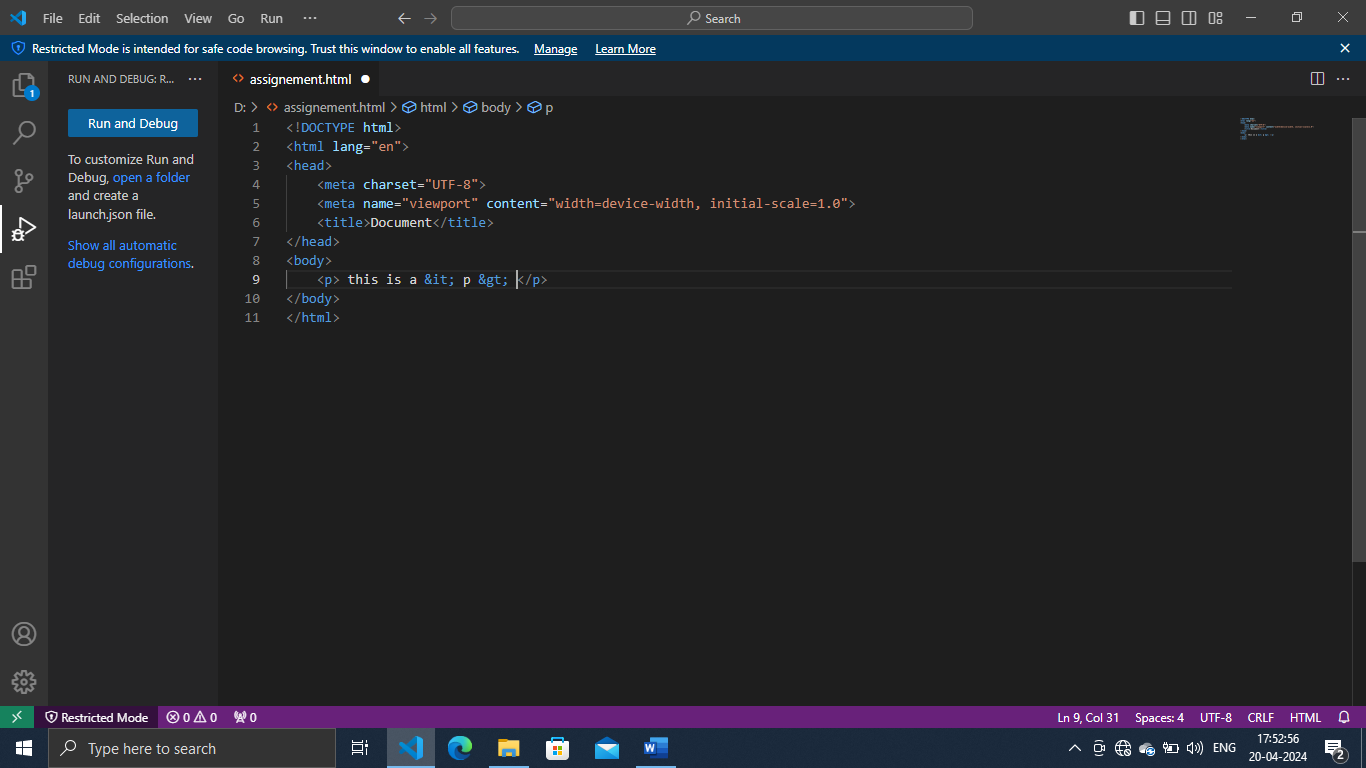 File Edit Selection View Go Run ··· Search
Restricted Mode is intended for safe code browsing. Trust this window to enable all features. Manage Learn More
RUN AND DEBUG: R... ···
assignement.html
D: > assignement.html > html > body > p
Run and Debug
To customize Run and
Debug, open a folder
and create a
launch.json file.
Show all automatic
debug configurations.
1
1 <!DOCTYPE html>
2 <html lang="en">
3 <head>
4 <meta charset="UTF-8">
5 <meta name="viewport" content="width=device-width, initial-scale=1.0">
6 <title>Document</title>
7 </head>
8 <body>
9 <p> this is a &it; p &gt; </p>
10 </body>
11 </html>
Restricted Mode 0 0 0 Ln 9, Col 31 Spaces: 4 UTF-8 CRLF HTML
Type here to search ENG 17:52:56
20-04-2024
2